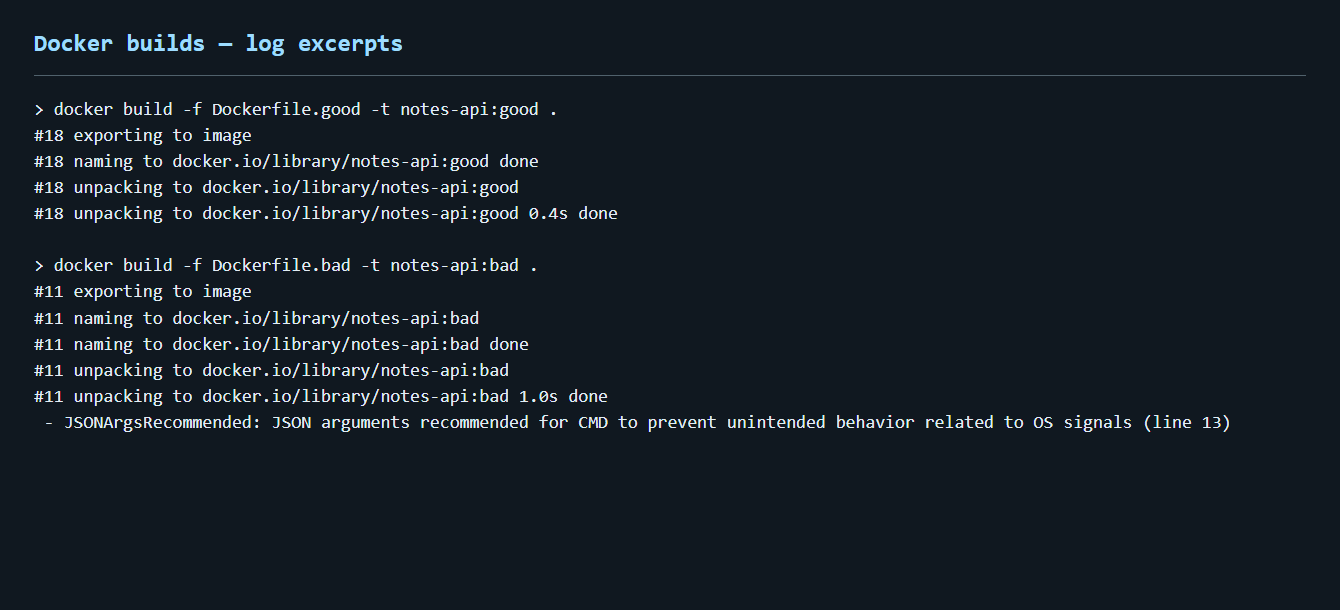 Docker builds — log excerpts
> docker build -f Dockerfile.good -t notes-api:good .
#18 exporting to image
#18 naming to docker.io/library/notes-api:good done
#18 unpacking to docker.io/library/notes-api:good
#18 unpacking to docker.io/library/notes-api:good 0.4s done
> docker build -f Dockerfile.bad -t notes-api:bad .
#11 exporting to image
#11 naming to docker.io/library/notes-api:bad
#11 naming to docker.io/library/notes-api:bad done
#11 unpacking to docker.io/library/notes-api:bad
#11 unpacking to docker.io/library/notes-api:bad 1.0s done
- JSONArgsRecommended: JSON arguments recommended for CMD to prevent unintended behavior related to OS signals (line 13)